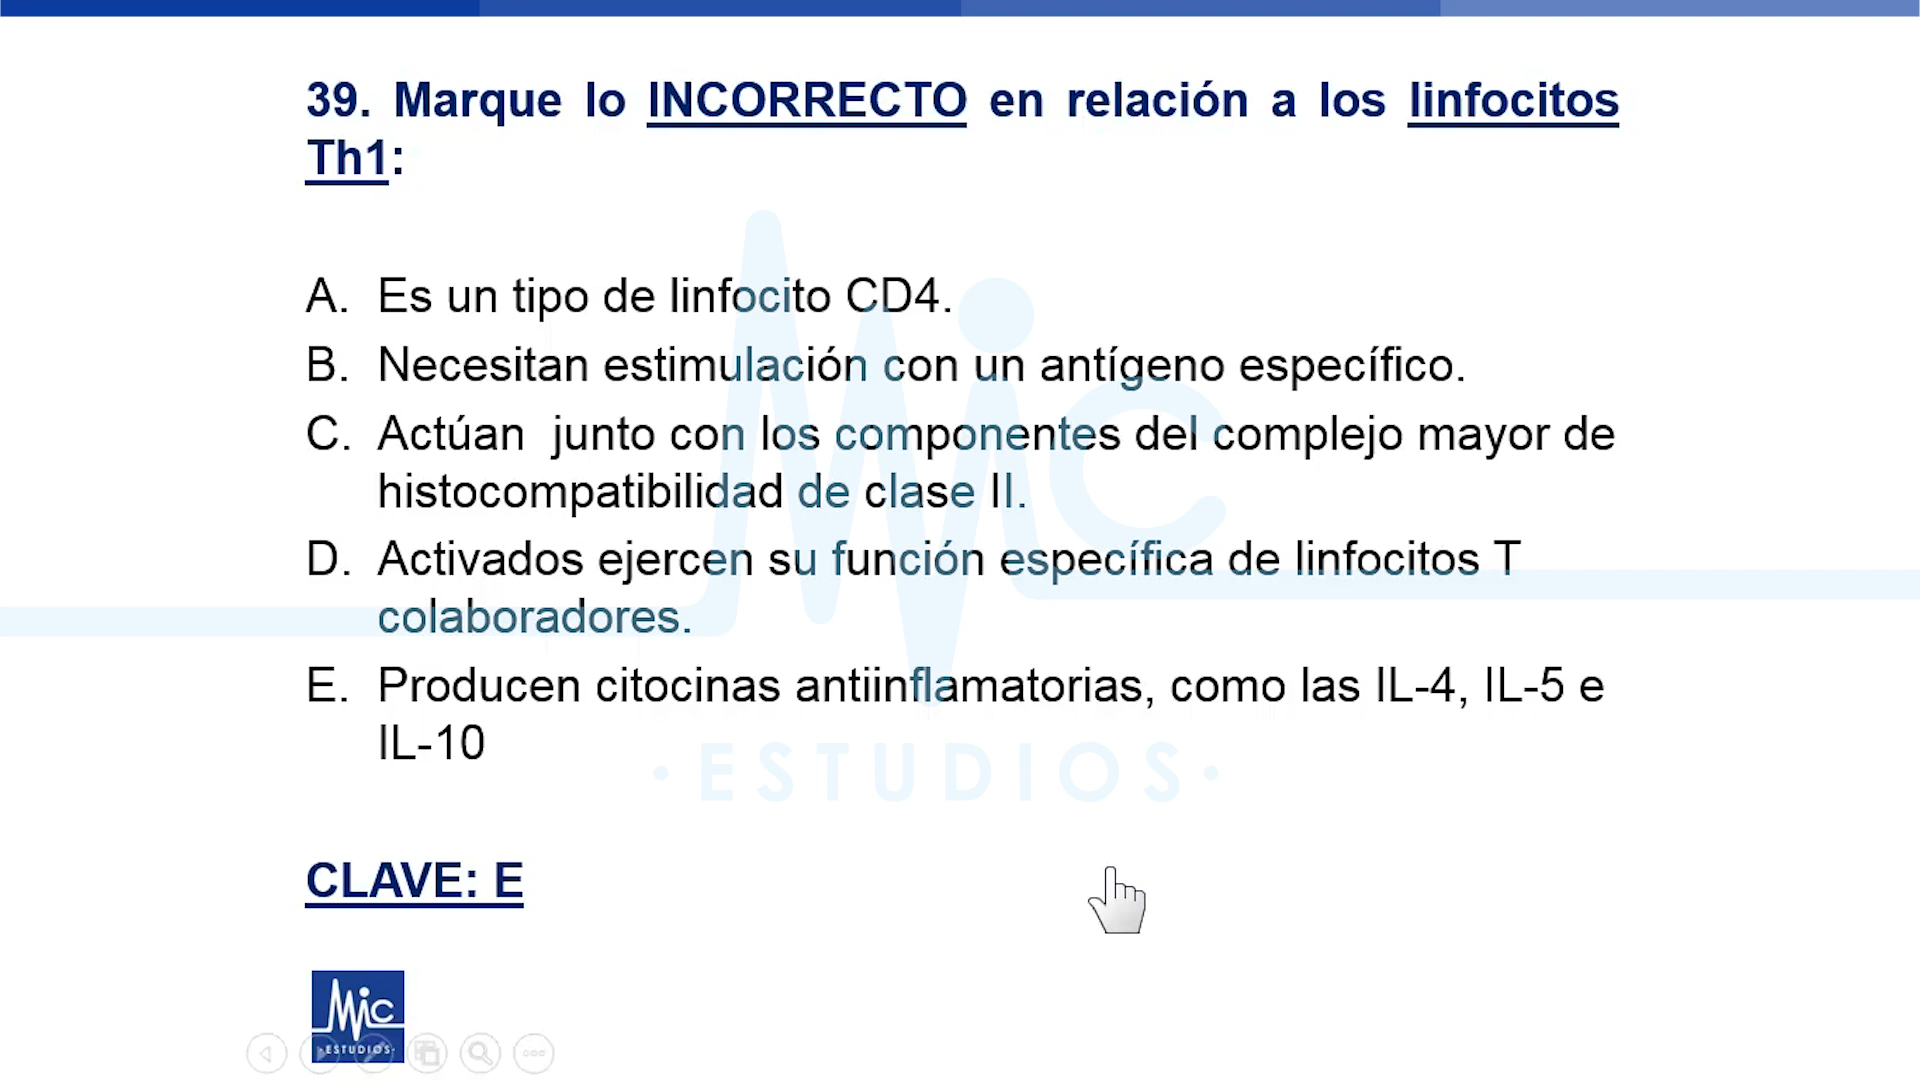 39. Marque lo INCORRECTO en relación a los linfocitos
Th1:
A. Es un tipo de linfocito CD4.
B. Necesitan estimulación con un antígeno específico.
C. Actúan junto con los componentes del complejo mayor de
histocompatibilidad de clase II.
D. Activados ejercen su función específica de linfocitos T
colaboradores.
E. Producen citocinas antiinflamatorias, como las IL-4, IL-5 e
IL-10
Mic
· ESTUDIOS ·
CLAVE: E
Mic
·ESTUDIOS·